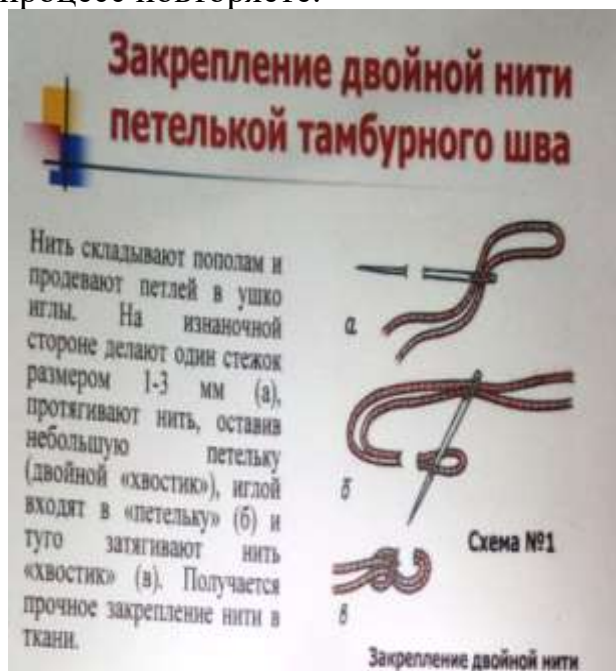 процессе повторяете.
Закрепление двойной нити
петелькой тамбурного шва
Нить складывают пополам и
продевают петлей в ушко
иглы. На изнаночной
стороне делают один стежок
размером 1-3 мм (а),
протягивают нить, оставив
небольшую петельку
(двойной «хвостик»), иглой
входят в «петельку» (б) и
туго затягивают нить
«хвостик» (в). Получается
прочное закрепление нити в
ткани.
а
б
Схема №1
в
Закрепление двойной нити